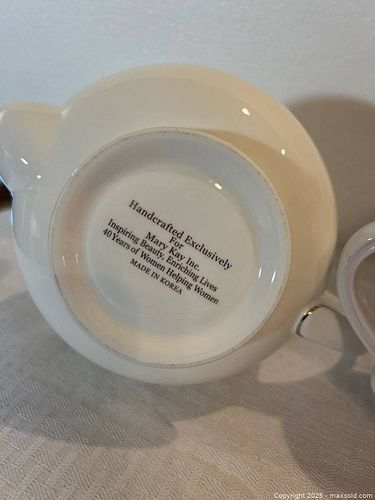 Handcrafted Exclusively
For
Mary Kay Inc.
Inspiring Beauty, Enriching Lives
40 Years of Women Helping Women
MADE IN KOREA
Copyright 2025 - maxsold.com